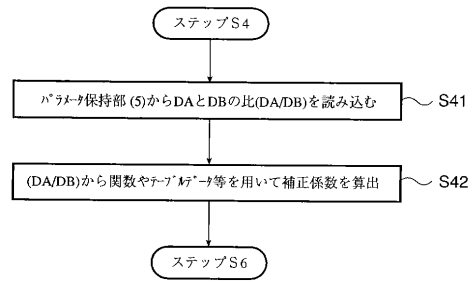 ステップS4
ﾊﾟﾗﾒｰﾀ保持部(5)からDAとDBの比(DA/DB)を読み込む
S41
(DA/DB)から関数やﾃｰﾌﾞﾙﾃﾞｰﾀ等を用いて補正係数を算出
S42
ステップS6